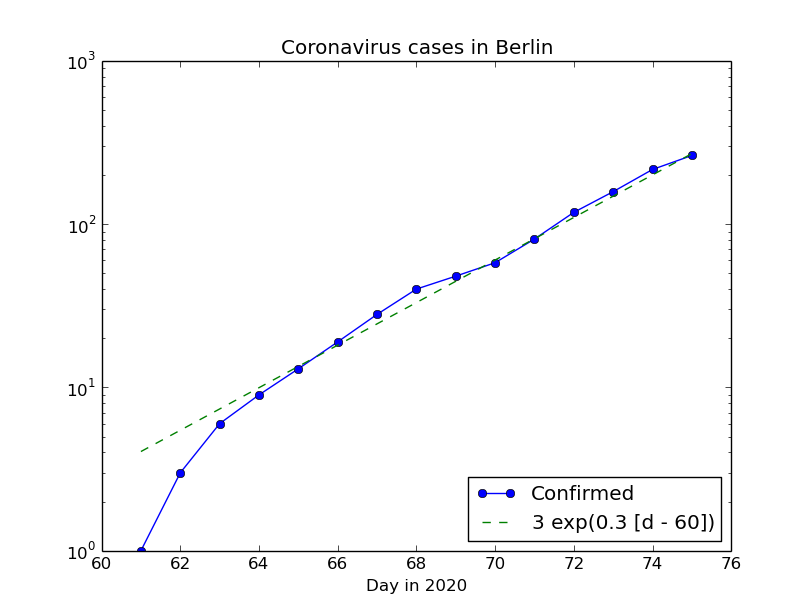 Coronavirus cases in Berlin
10^3
10^2
10^1
10^0
60 62 64 66 68 70 72 74 76
Day in 2020
Confirmed
3 exp(0.3 [d - 60])